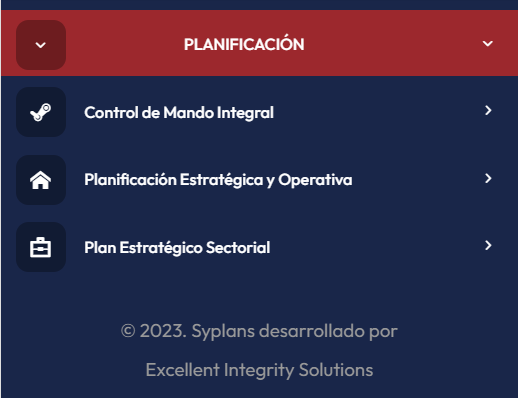 PLANIFICACIÓN
Control de Mando Integral
Planificación Estratégica y Operativa
Plan Estratégico Sectorial
© 2023. Syplans desarrollado por
Excellent Integrity Solutions